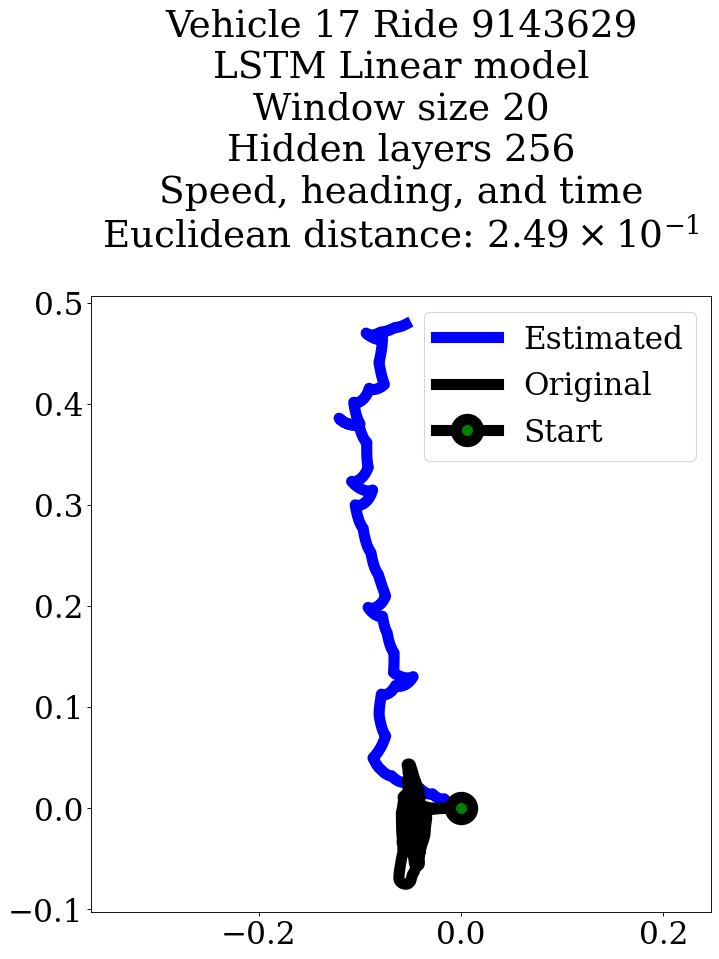 Vehicle 17 Ride 9143629
LSTM Linear model
Window size 20
Hidden layers 256
Speed, heading, and time
Euclidean distance: 2.49 × 10⁻¹
0.5
Estimated
Original
Start
0.4
0.3
0.2
0.1
0.0
−0.1
−0.2
0.0
0.2